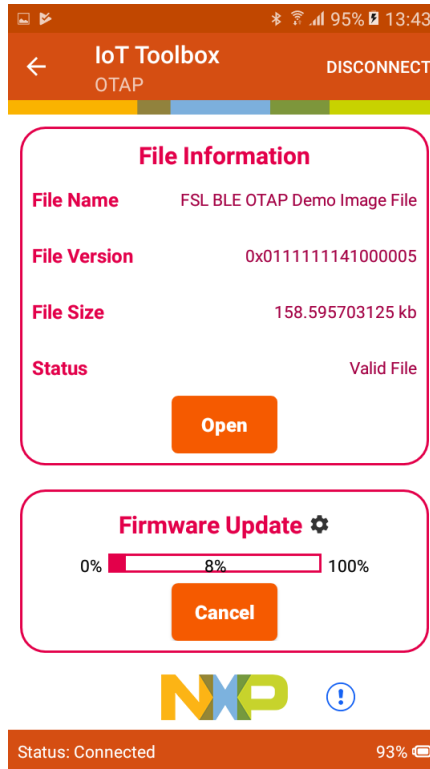 95% 13:43
IoT Toolbox
OTAP
DISCONNECT
File Information
File Name FSL BLE OTAP Demo Image File
File Version 0x0111111141000005
File Size 158.595703125 kb
Status Valid File
Open
Firmware Update
0% 8% 100%
Cancel
NXP
Status: Connected 93%